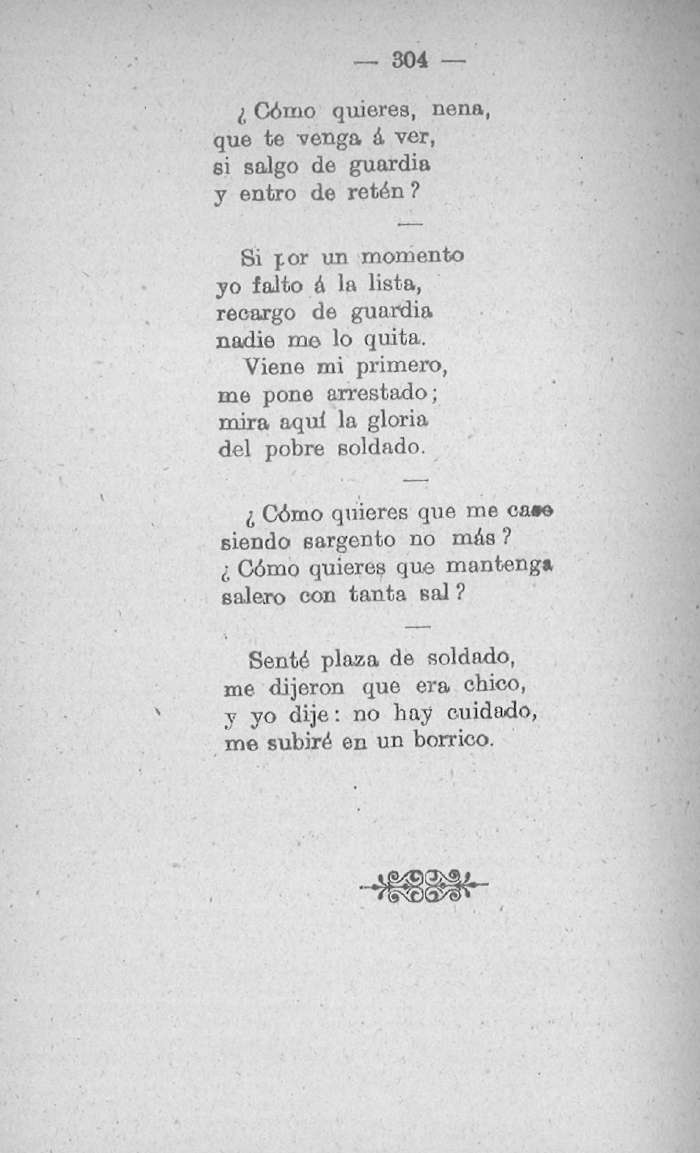 — 304 —
¿ Cómo quieres, nena,
que te venga á ver,
si salgo de guardia
y entro de retén ?
—
Si por un momento
yo falto á la lista,
recargo de guardia
nadie me lo quita.
Viene mi primero,
me pone arrestado ;
mira aquí la gloria
del pobre soldado.
—
¿ Cómo quieres que me case
siendo sargento no más ?
¿ Cómo quieres que mantenga
salero con tanta sal ?
—
Senté plaza de soldado,
me dijeron que era chico,
y yo dije : no hay cuidado,
me subiré en un borrico.